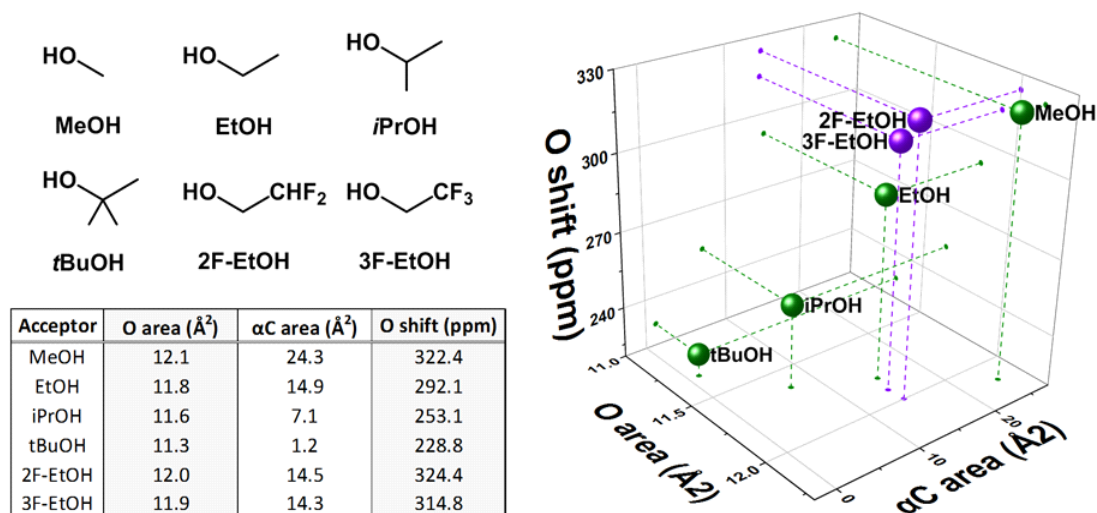 HO
HO
HO
MeOH
EtOH
iPrOH
HO
HO
CHF₂
HO
CF₃
tBuOH
2F-EtOH
3F-EtOH
Acceptor O area (Å²) αC area (Å²) O shift (ppm)
MeOH 12.1 24.3 322.4
EtOH 11.8 14.9 292.1
iPrOH 11.6 7.1 253.1
tBuOH 11.3 1.2 228.8
2F-EtOH 12.0 14.5 324.4
3F-EtOH 11.9 14.3 314.8
O shift (ppm)
330
300
270
240
11.0
11.5
12.0
O area (Å2)
0
10
20
αC area (Å2)
MeOH
2F-EtOH
3F-EtOH
EtOH
iPrOH
tBuOH